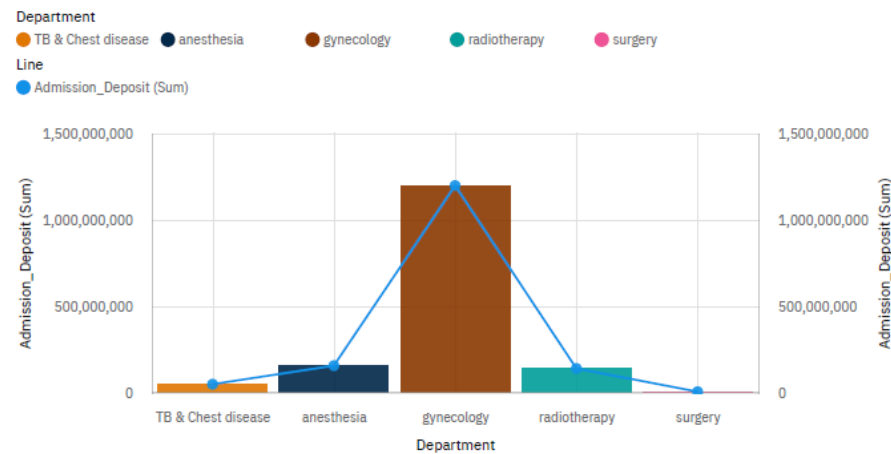 Department
TB & Chest disease anesthesia gynecology radiotherapy surgery
Line
Admission_Deposit (Sum)
1,500,000,000 1,500,000,000
1,000,000,000 1,000,000,000
500,000,000 500,000,000
0 0
Admission_Deposit (Sum)
Admission_Deposit (Sum)
TB & Chest disease anesthesia gynecology radiotherapy surgery
Department